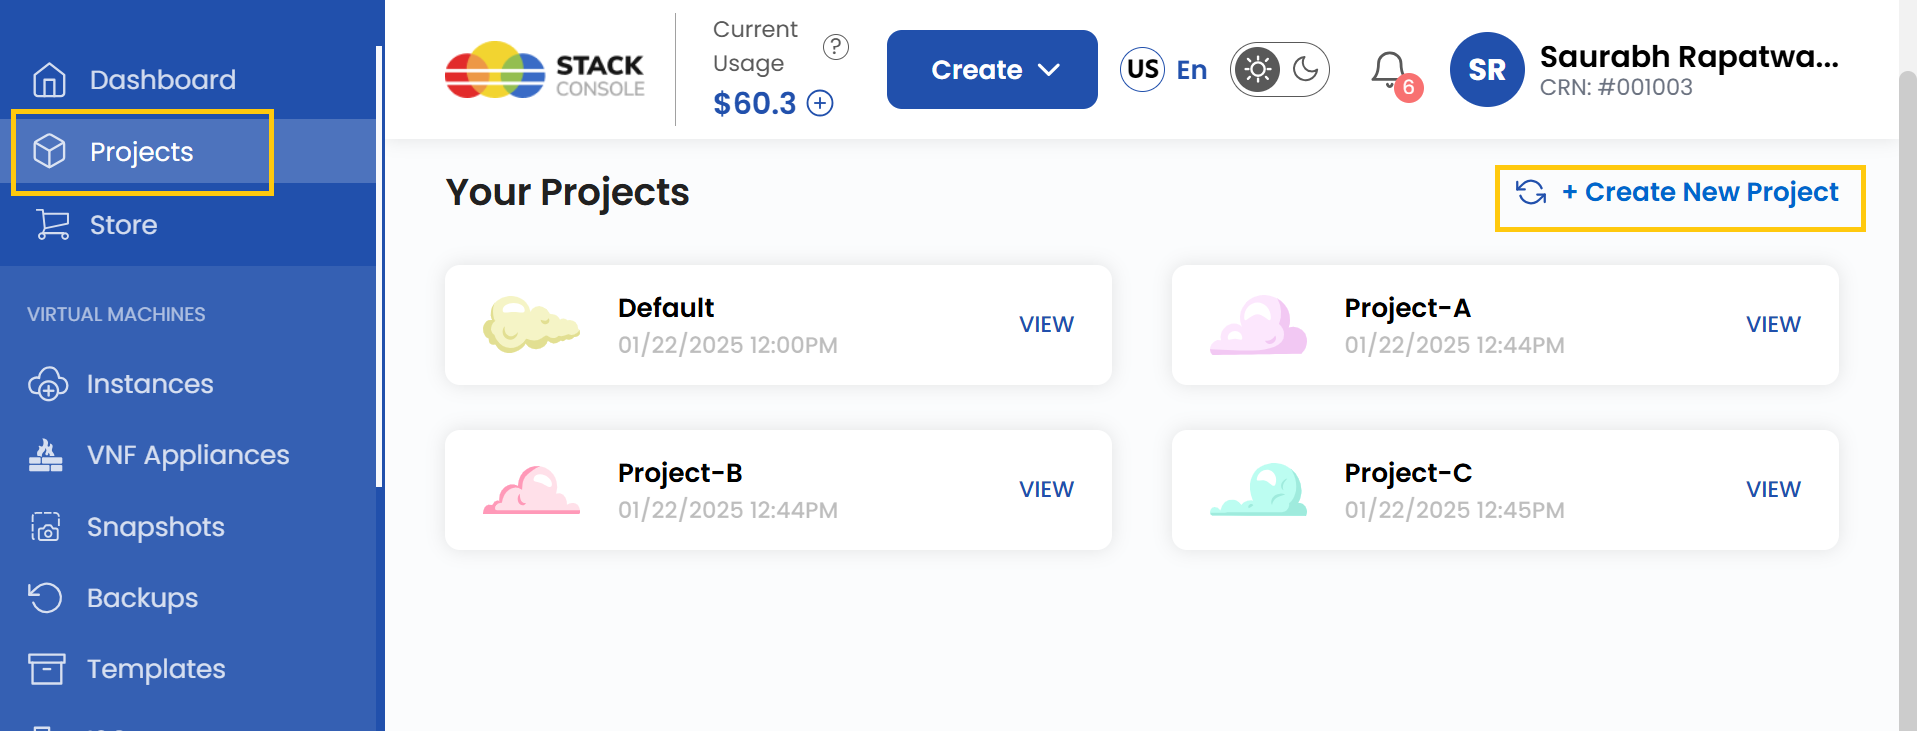 Dashboard
Projects
Store
VIRTUAL MACHINES
Instances
VNF Appliances
Snapshots
Backups
Templates
STACK
CONSOLE
Current
Usage
?
$60.3
Create
US En
6
SR
Saurabh Rapatwa...
CRN: #001003
Your Projects
+ Create New Project
Default
01/22/2025 12:00PM
VIEW
Project-A
01/22/2025 12:44PM
VIEW
Project-B
01/22/2025 12:44PM
VIEW
Project-C
01/22/2025 12:45PM
VIEW